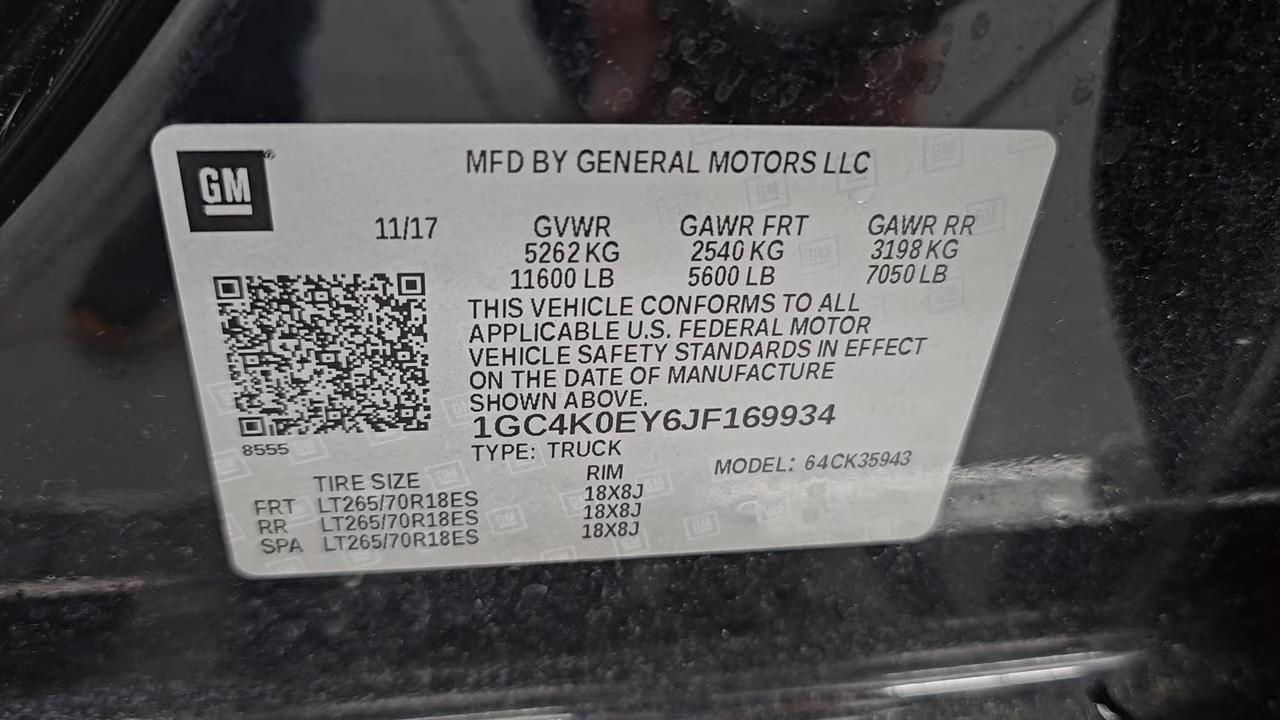 GM
MFD BY GENERAL MOTORS LLC
11/17 GVWR GAWR FRT GAWR RR
5262 KG 2540 KG 3198 KG
11600 LB 5600 LB 7050 LB
THIS VEHICLE CONFORMS TO ALL
APPLICABLE U.S. FEDERAL MOTOR
VEHICLE SAFETY STANDARDS IN EFFECT
ON THE DATE OF MANUFACTURE
SHOWN ABOVE.
1GC4K0EY6JF169934
8555
TYPE: TRUCK MODEL: 64CK35943
TIRE SIZE RIM
FRT LT265/70R18ES 18X8J
RR LT265/70R18ES 18X8J
SPA LT265/70R18ES 18X8J